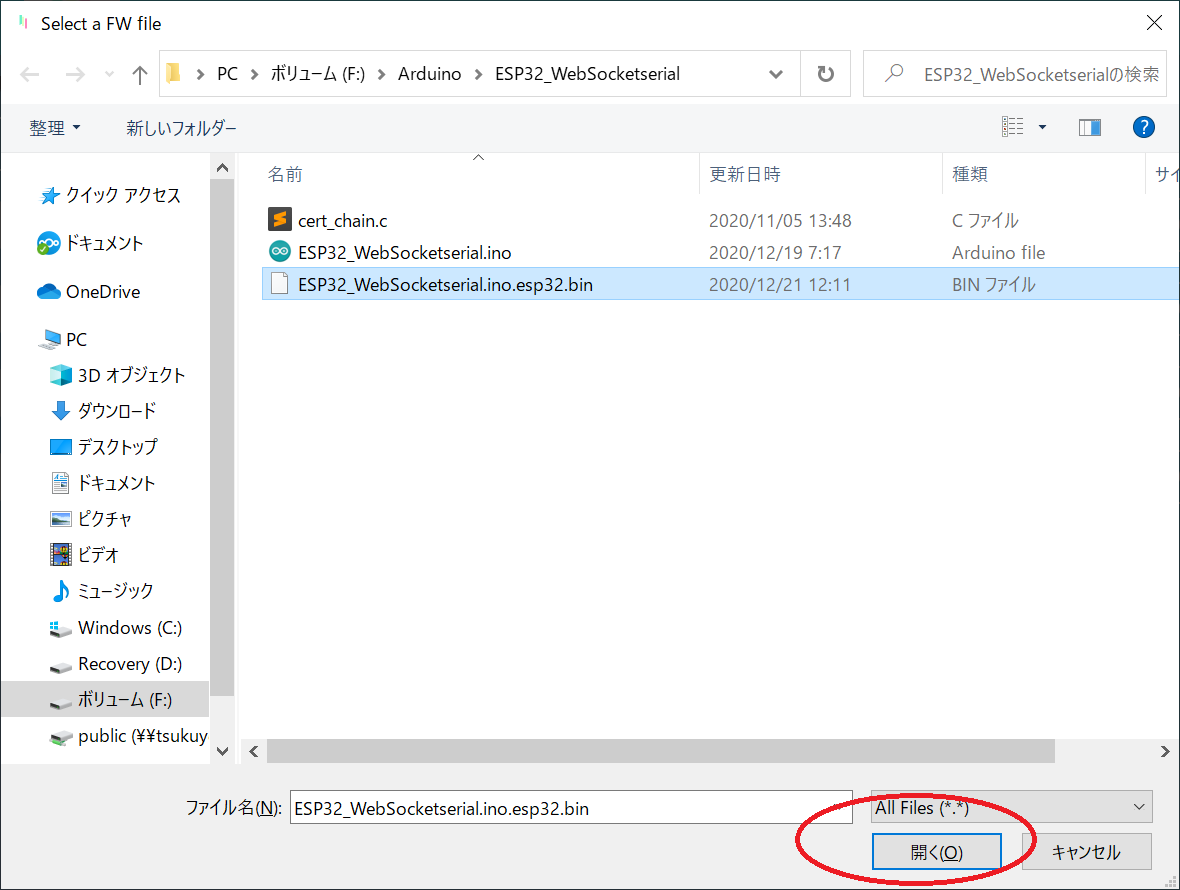 Select a FW file
PC > ボリューム (F:) > Arduino > ESP32_WebSocketserial
ESP32_WebSocketserialの検索
整理 新しいフォルダー
?
名前 更新日時 種類 サイ
クイック アクセス
ドキュメント
OneDrive
PC
3D オブジェクト
ダウンロード
デスクトップ
ドキュメント
ピクチャ
ビデオ
ミュージック
Windows (C:)
Recovery (D:)
ボリューム (F:)
public (¥¥tsukuy
cert_chain.c 2020/11/05 13:48 C ファイル
ESP32_WebSocketserial.ino 2020/12/19 7:17 Arduino file
ESP32_WebSocketserial.ino.esp32.bin 2020/12/21 12:11 BIN ファイル
ファイル名(N): ESP32_WebSocketserial.ino.esp32.bin All Files (*.*)
開く(O) キャンセル